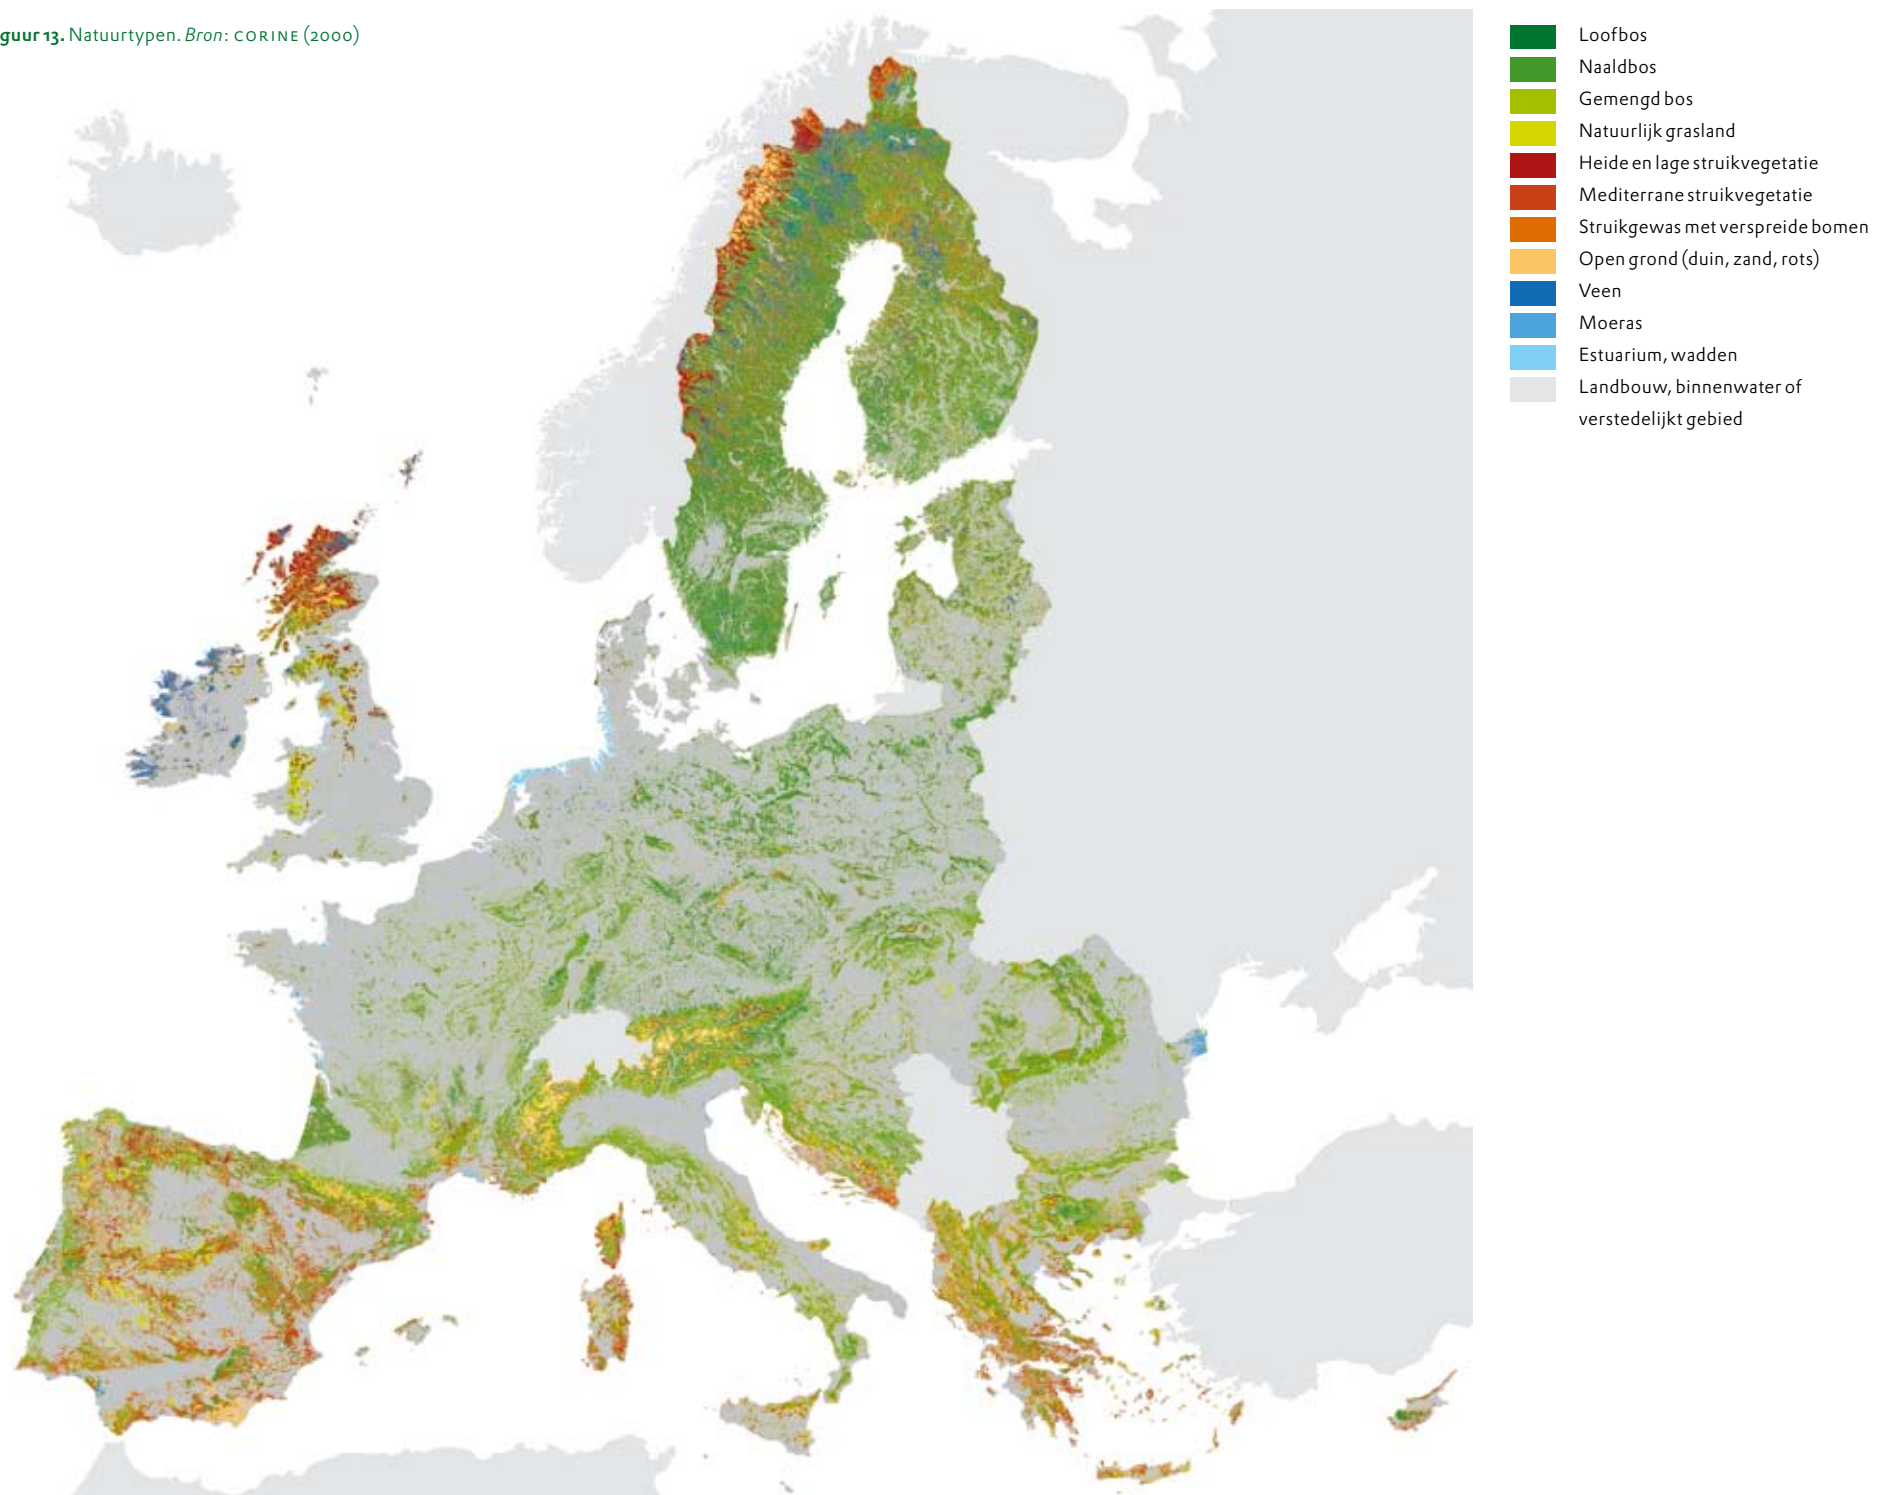 guur 13. Natuurtypen. Bron: CORINE (2000)
Loofbos
Naaldbos
Gemengd bos
Natuurlijk grasland
Heide en lage struikvegetatie
Mediterrane struikvegetatie
Struikgewas met verspreide bomen
Open grond (duin, zand, rots)
Veen
Moeras
Estuarium, wadden
Landbouw, binnenwater of
verstedelijkt gebied